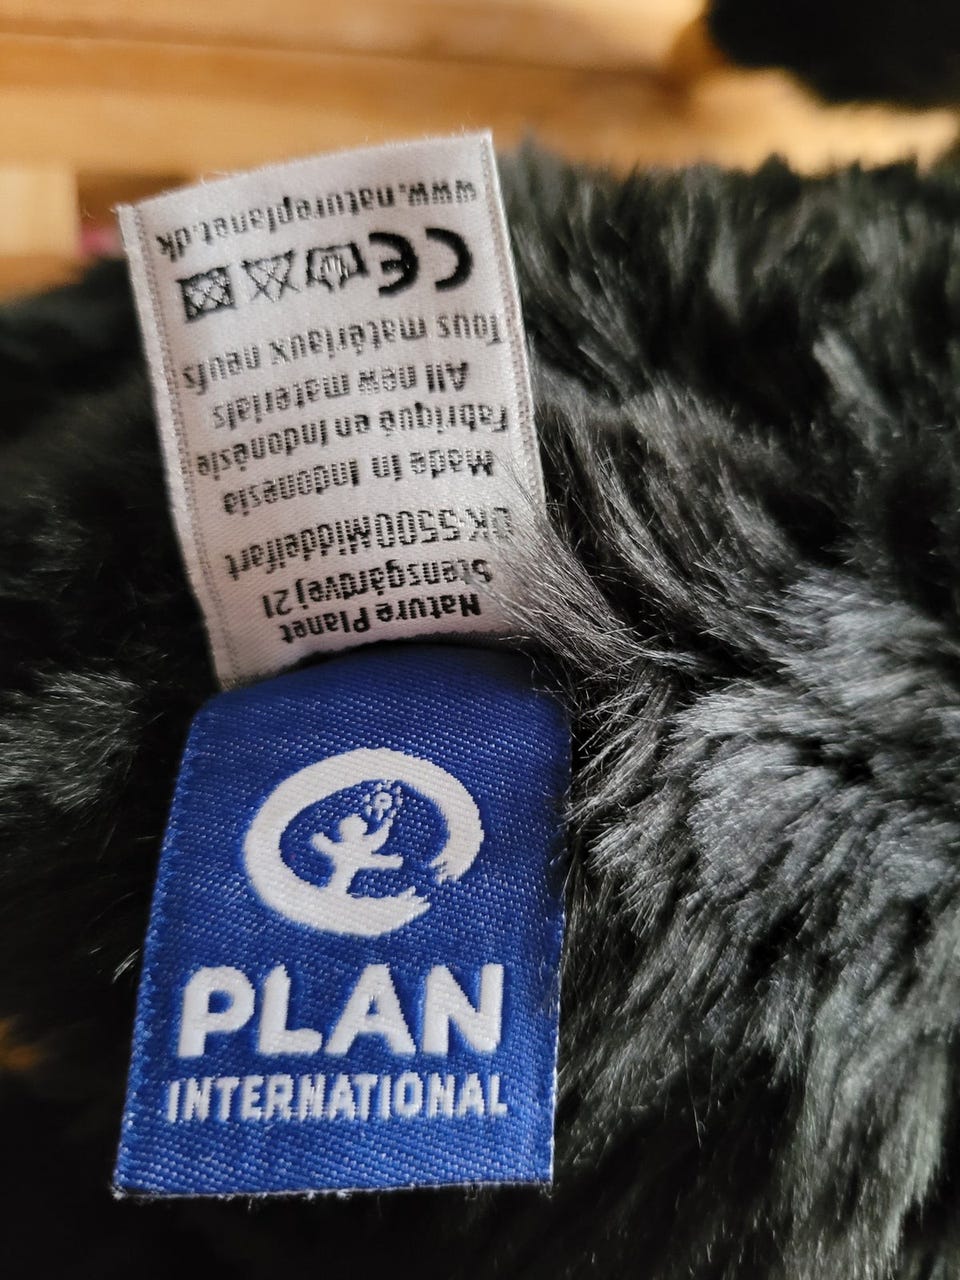 Nature Planet
Stensgårdvej 21
DK-5500 Middelfart
Made in Indonesia
Fabriqué en Indonésie
All new materials
Tous matériaux neufs
CE
www.natureplanet.dk
PLAN
INTERNATIONAL